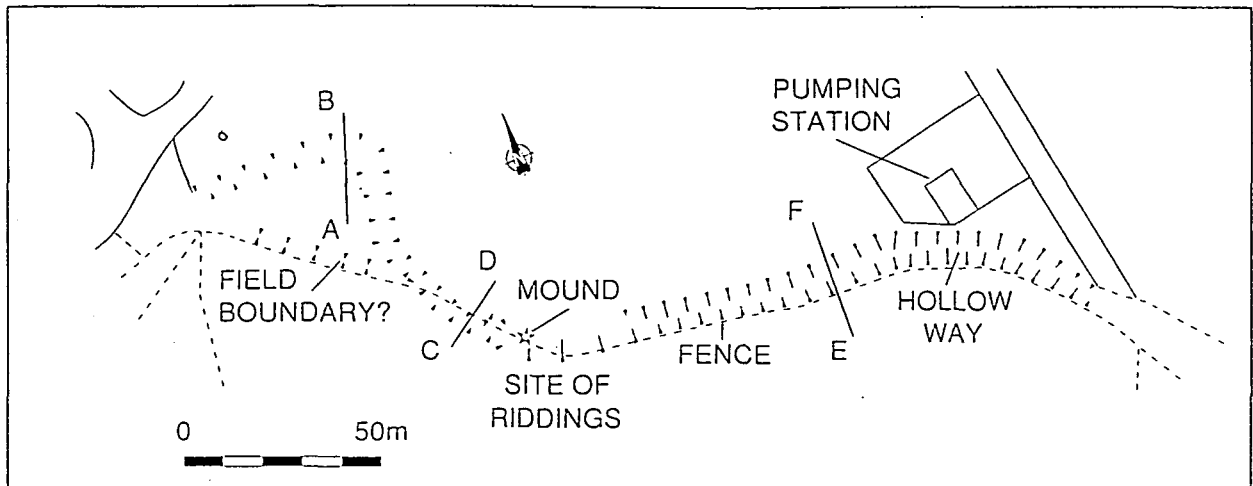 PUMPING
STATION
B
F
A
D
MOUND
FIELD
BOUNDARY?
HOLLOW
WAY
C
FENCE
E
SITE OF
RIDDINGS
0 50m